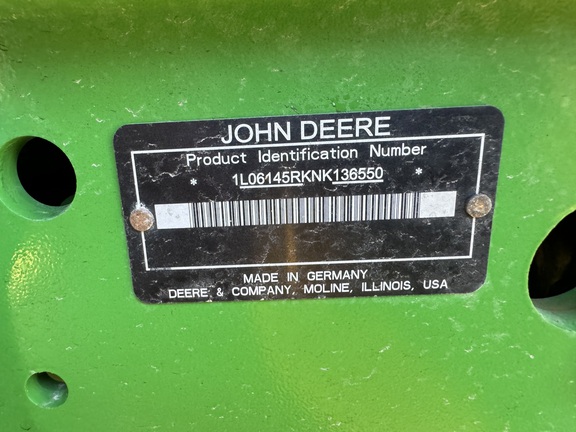 JOHN DEERE
Product Identification Number
* 1L06145RKNK136550 *
MADE IN GERMANY
DEERE & COMPANY, MOLINE, ILLINOIS, USA